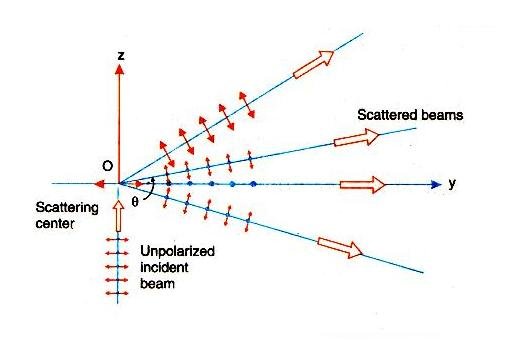 z
Scattered beams
O
y
θ
Scattering
center
Unpolarized
incident
beam